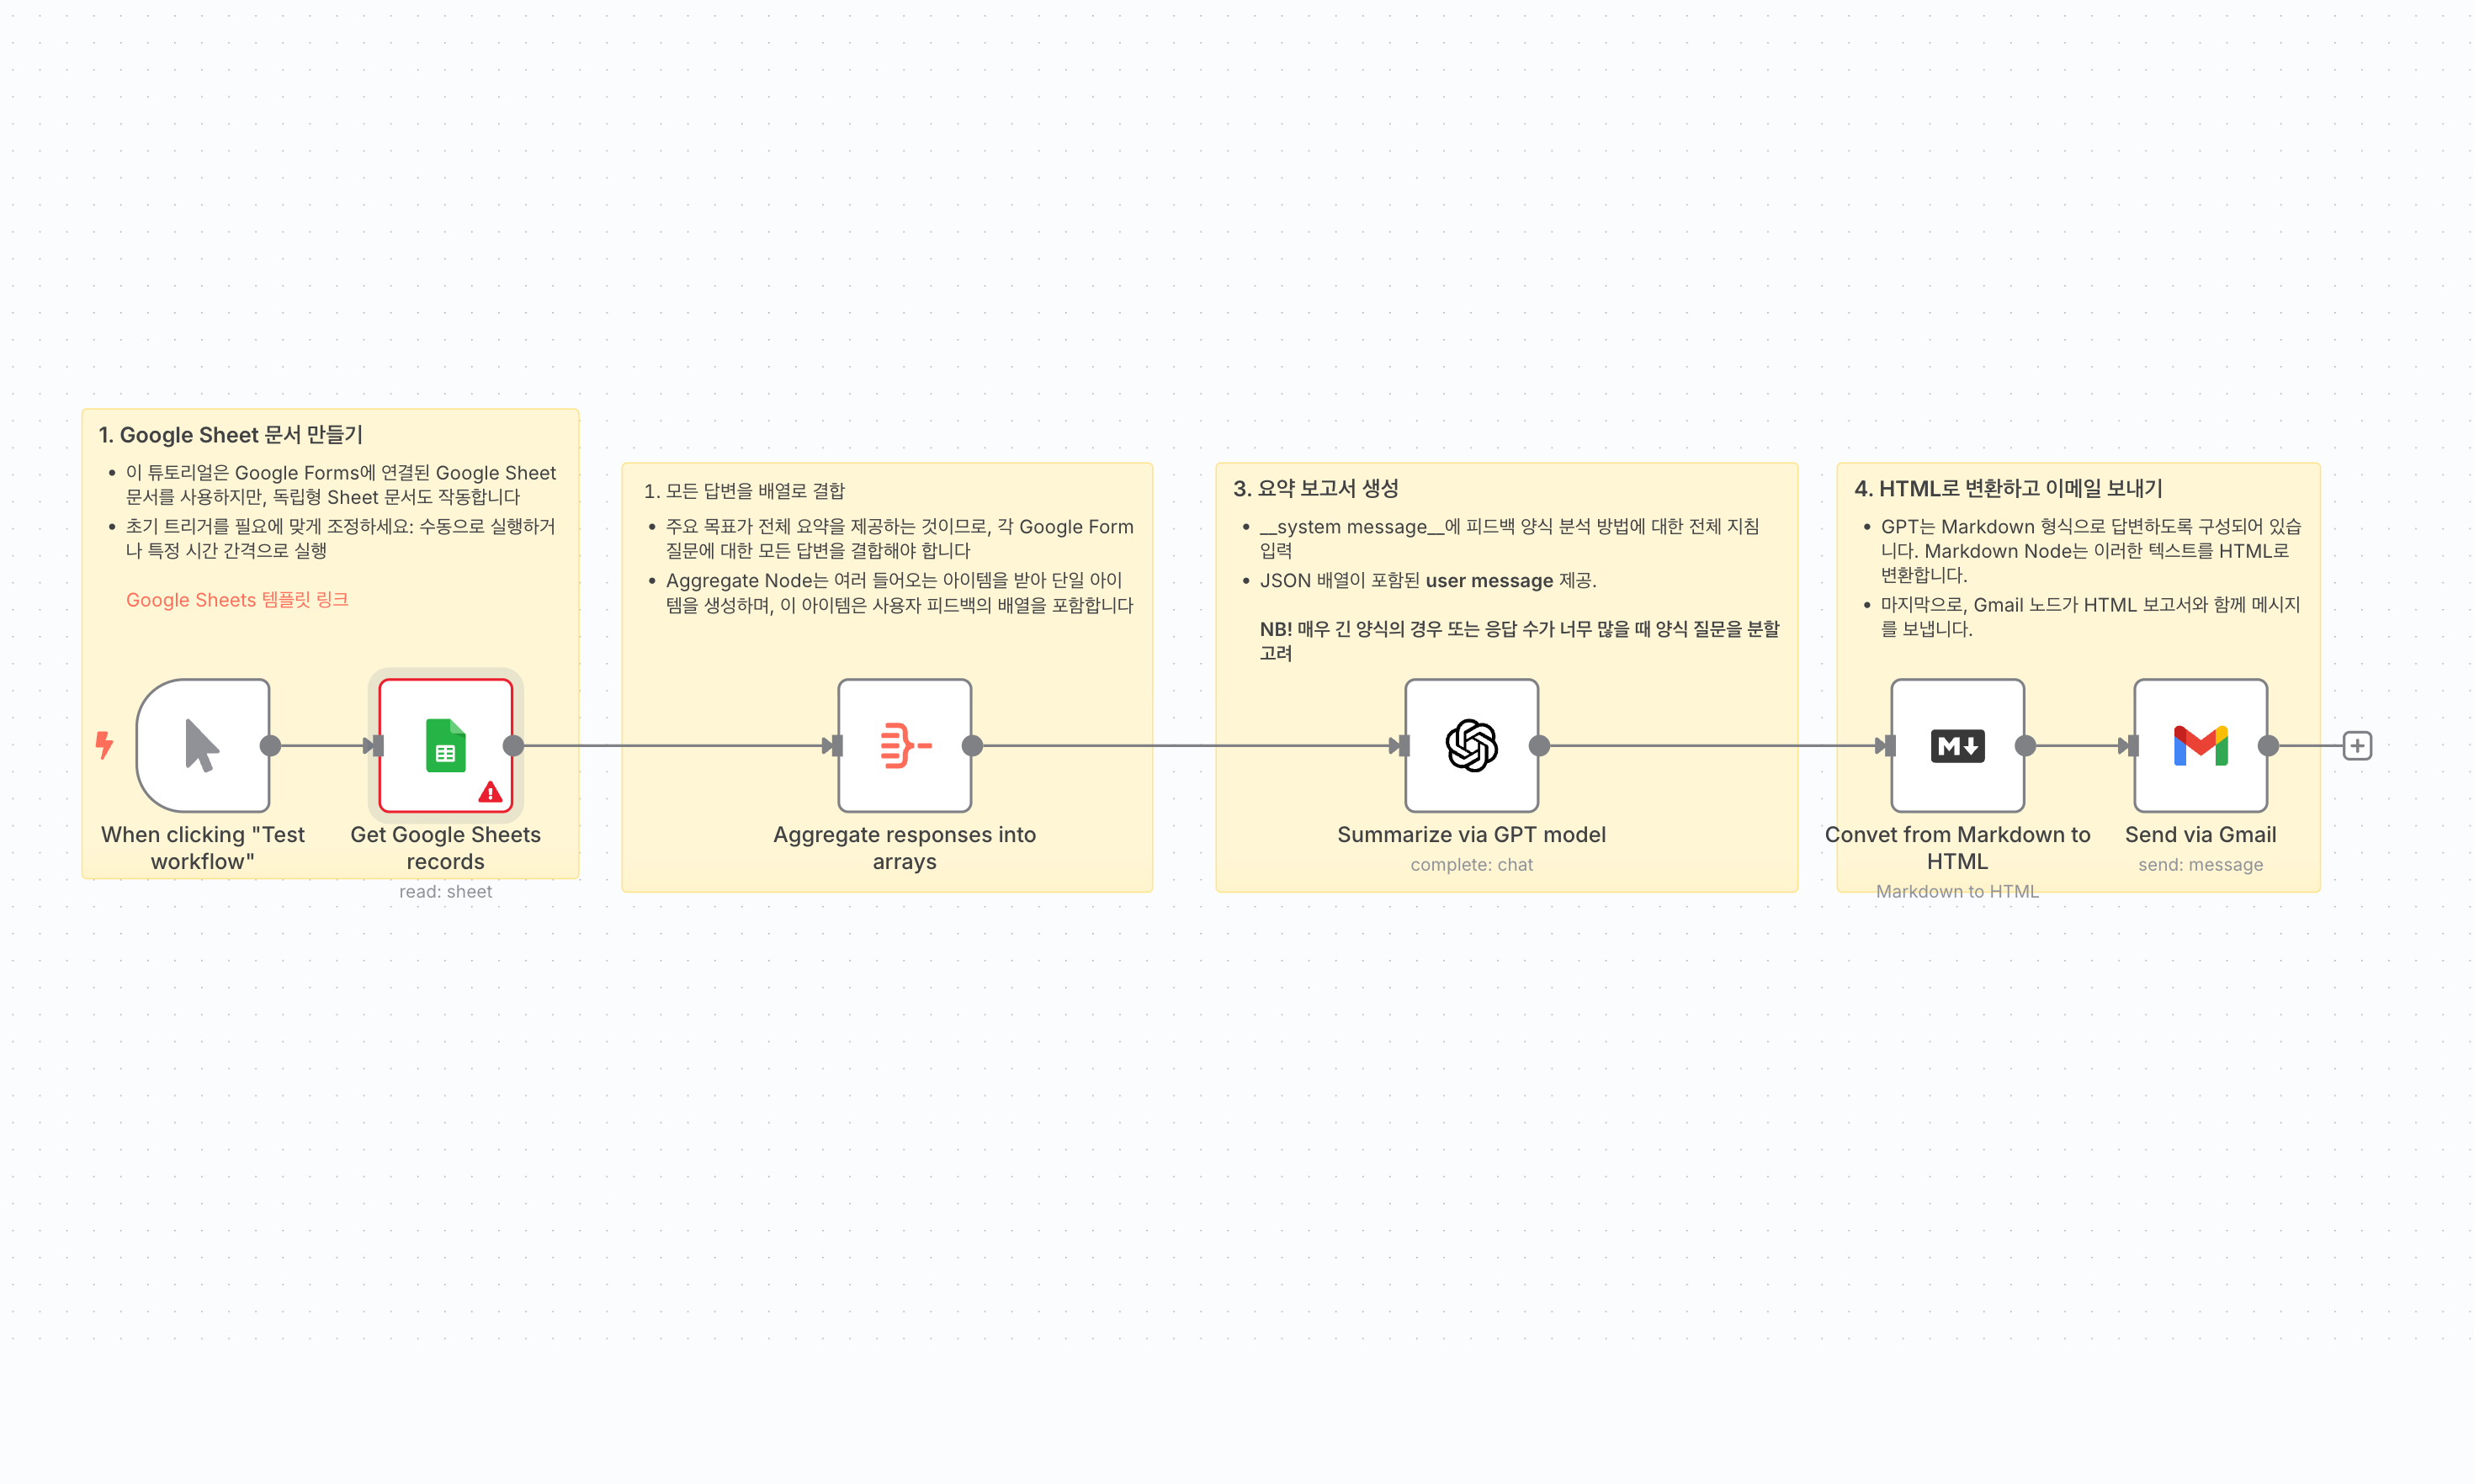 1. Google Sheet 문서 만들기
• 이 튜토리얼은 Google Forms에 연결된 Google Sheet
문서를 사용하지만, 독립형 Sheet 문서도 작동합니다
• 초기 트리거를 필요에 맞게 조정하세요: 수동으로 실행하거
나 특정 시간 간격으로 실행
Google Sheets 템플릿 링크
When clicking "Test
workflow"
Get Google Sheets
records
read: sheet
1. 모든 답변을 배열로 결합
• 주요 목표가 전체 요약을 제공하는 것이므로, 각 Google Form
질문에 대한 모든 답변을 결합해야 합니다
• Aggregate Node는 여러 들어오는 아이템을 받아 단일 아이
템을 생성하며, 이 아이템은 사용자 피드백의 배열을 포함합니다
Aggregate responses into
arrays
3. 요약 보고서 생성
• __system message__에 피드백 양식 분석 방법에 대한 전체 지침
입력
• JSON 배열이 포함된 user message 제공.
NB! 매우 긴 양식의 경우 또는 응답 수가 너무 많을 때 양식 질문을 분할
고려
Summarize via GPT model
complete: chat
4. HTML로 변환하고 이메일 보내기
• GPT는 Markdown 형식으로 답변하도록 구성되어 있습
니다. Markdown Node는 이러한 텍스트를 HTML로
변환합니다.
• 마지막으로, Gmail 노드가 HTML 보고서와 함께 메시지
를 보냅니다.
M
Convet from Markdown to
HTML
Markdown to HTML
Send via Gmail
send: message